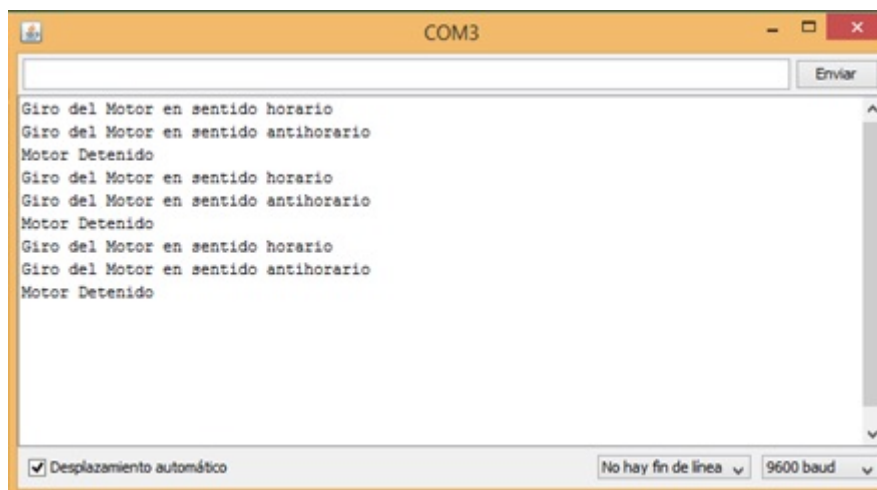 COM3
Enviar
Giro del Motor en sentido horario
Giro del Motor en sentido antihorario
Motor Detenido
Giro del Motor en sentido horario
Giro del Motor en sentido antihorario
Motor Detenido
Giro del Motor en sentido horario
Giro del Motor en sentido antihorario
Motor Detenido
Desplazamiento automático No hay fin de línea 9600 baud